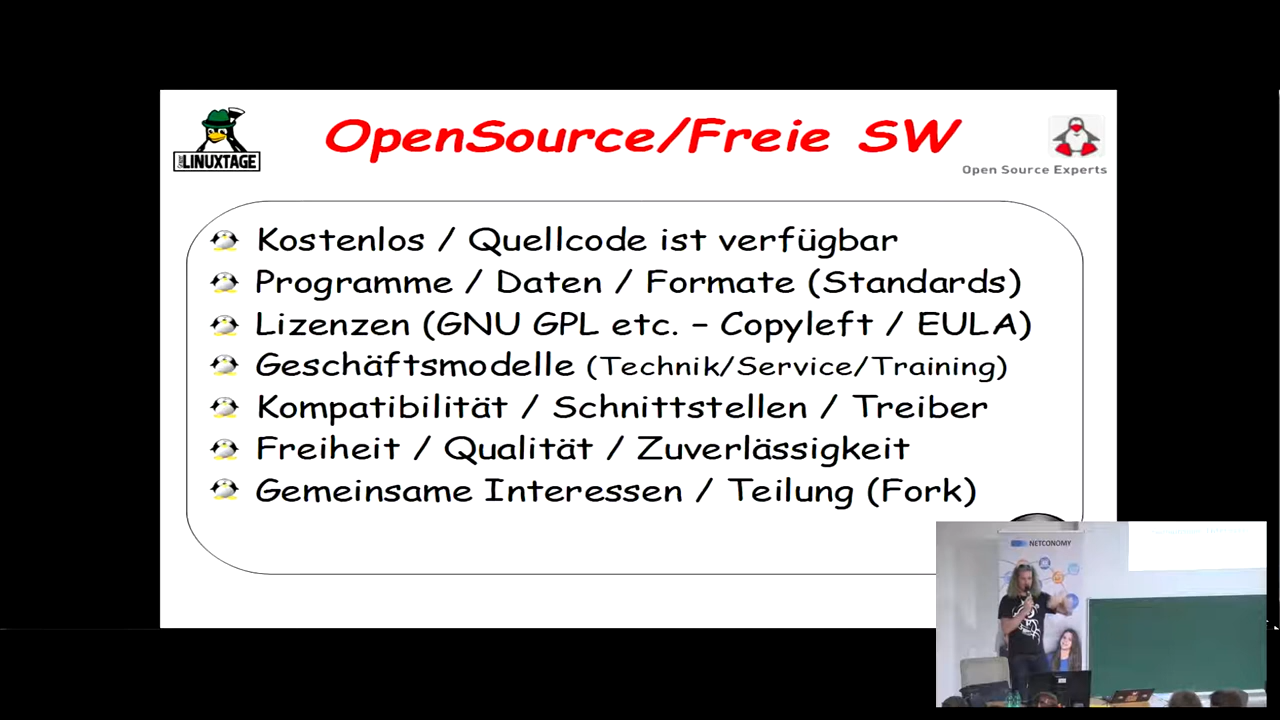 OpenSource/Freie SW
LINUXTAGE
Open Source Experts
Kostenlos / Quellcode ist verfügbar
Programme / Daten / Formate (Standards)
Lizenzen (GNU GPL etc. – Copyleft / EULA)
Geschäftsmodelle (Technik/Service/Training)
Kompatibilität / Schnittstellen / Treiber
Freiheit / Qualität / Zuverlässigkeit
Gemeinsame Interessen / Teilung (Fork)
NETCONOMY